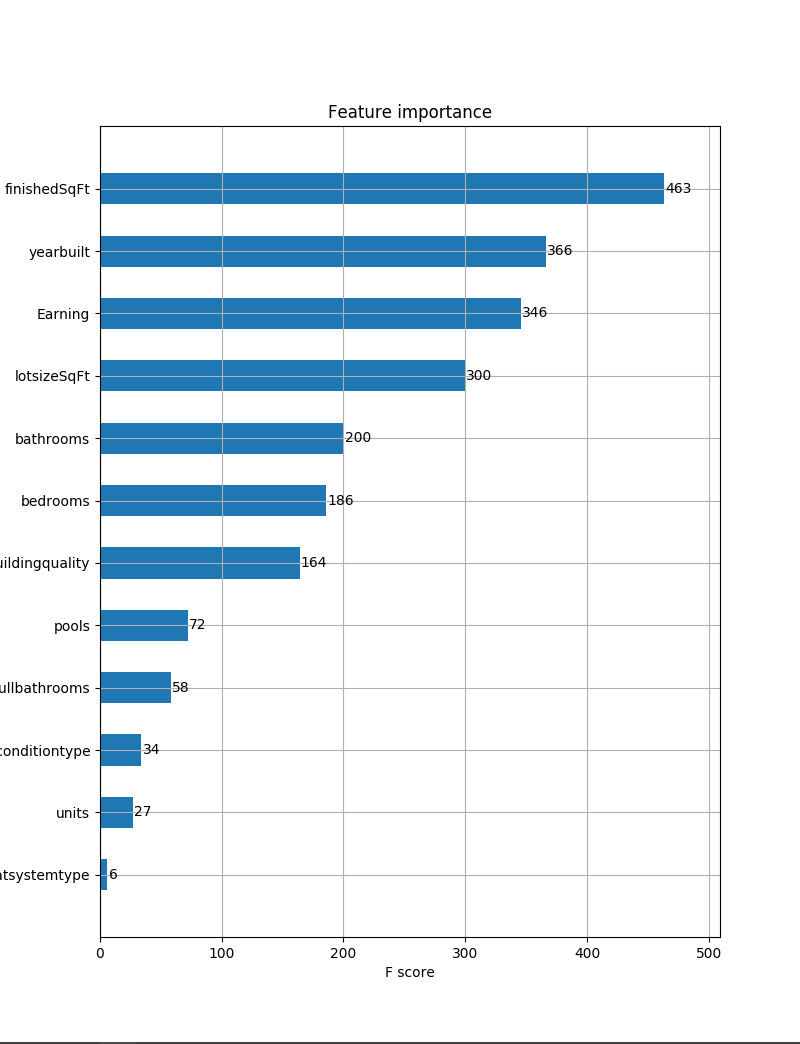 Feature importance
finishedSqFt 463
yearbuilt 366
Earning 346
lotsizeSqFt 300
bathrooms 200
bedrooms 186
uildingquality 164
pools 72
ullbathrooms 58
conditiontype 34
units 27
atsystemtype 6
0 100 200 300 400 500
F score